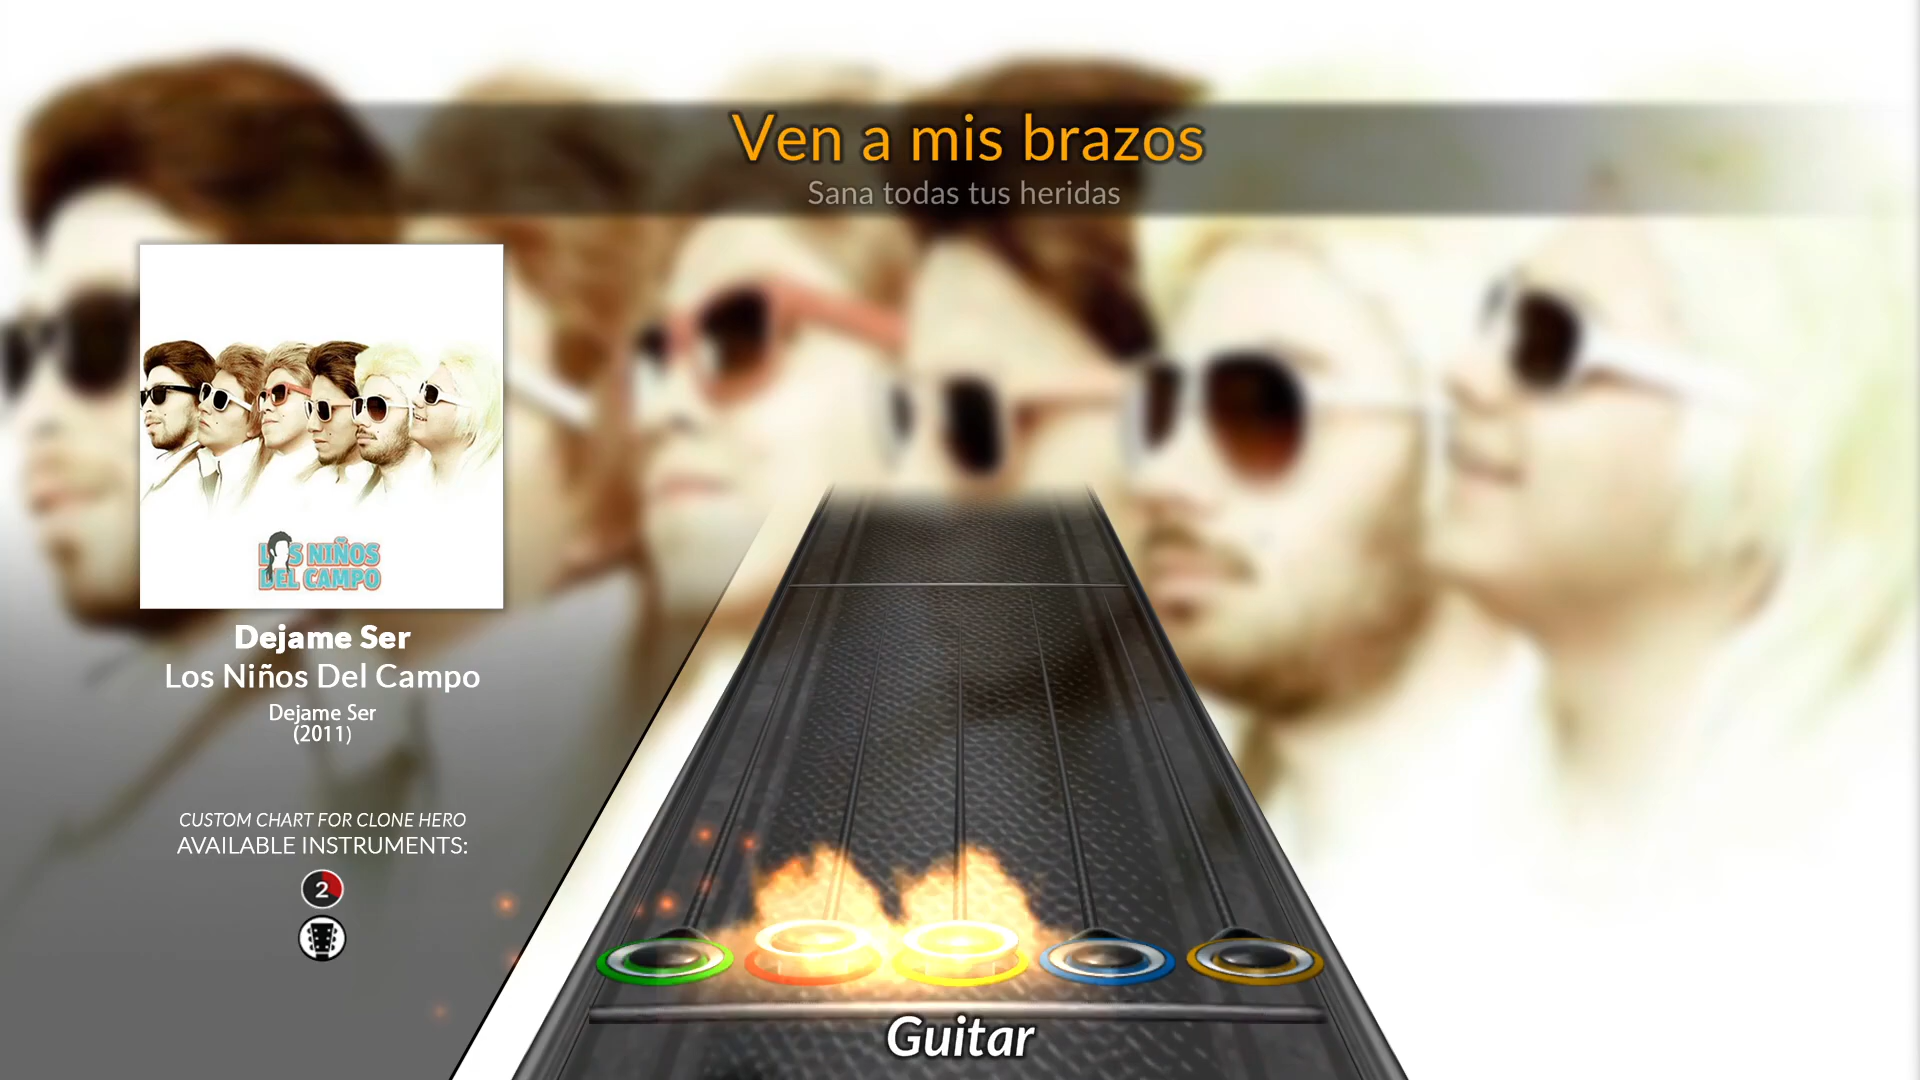 Ven a mis brazos
Sana todas tus heridas
LOS NIÑOS
DEL CAMPO
Dejame Ser
Los Niños Del Campo
Dejame Ser
(2011)
CUSTOM CHART FOR CLONE HERO
AVAILABLE INSTRUMENTS:
2
Guitar